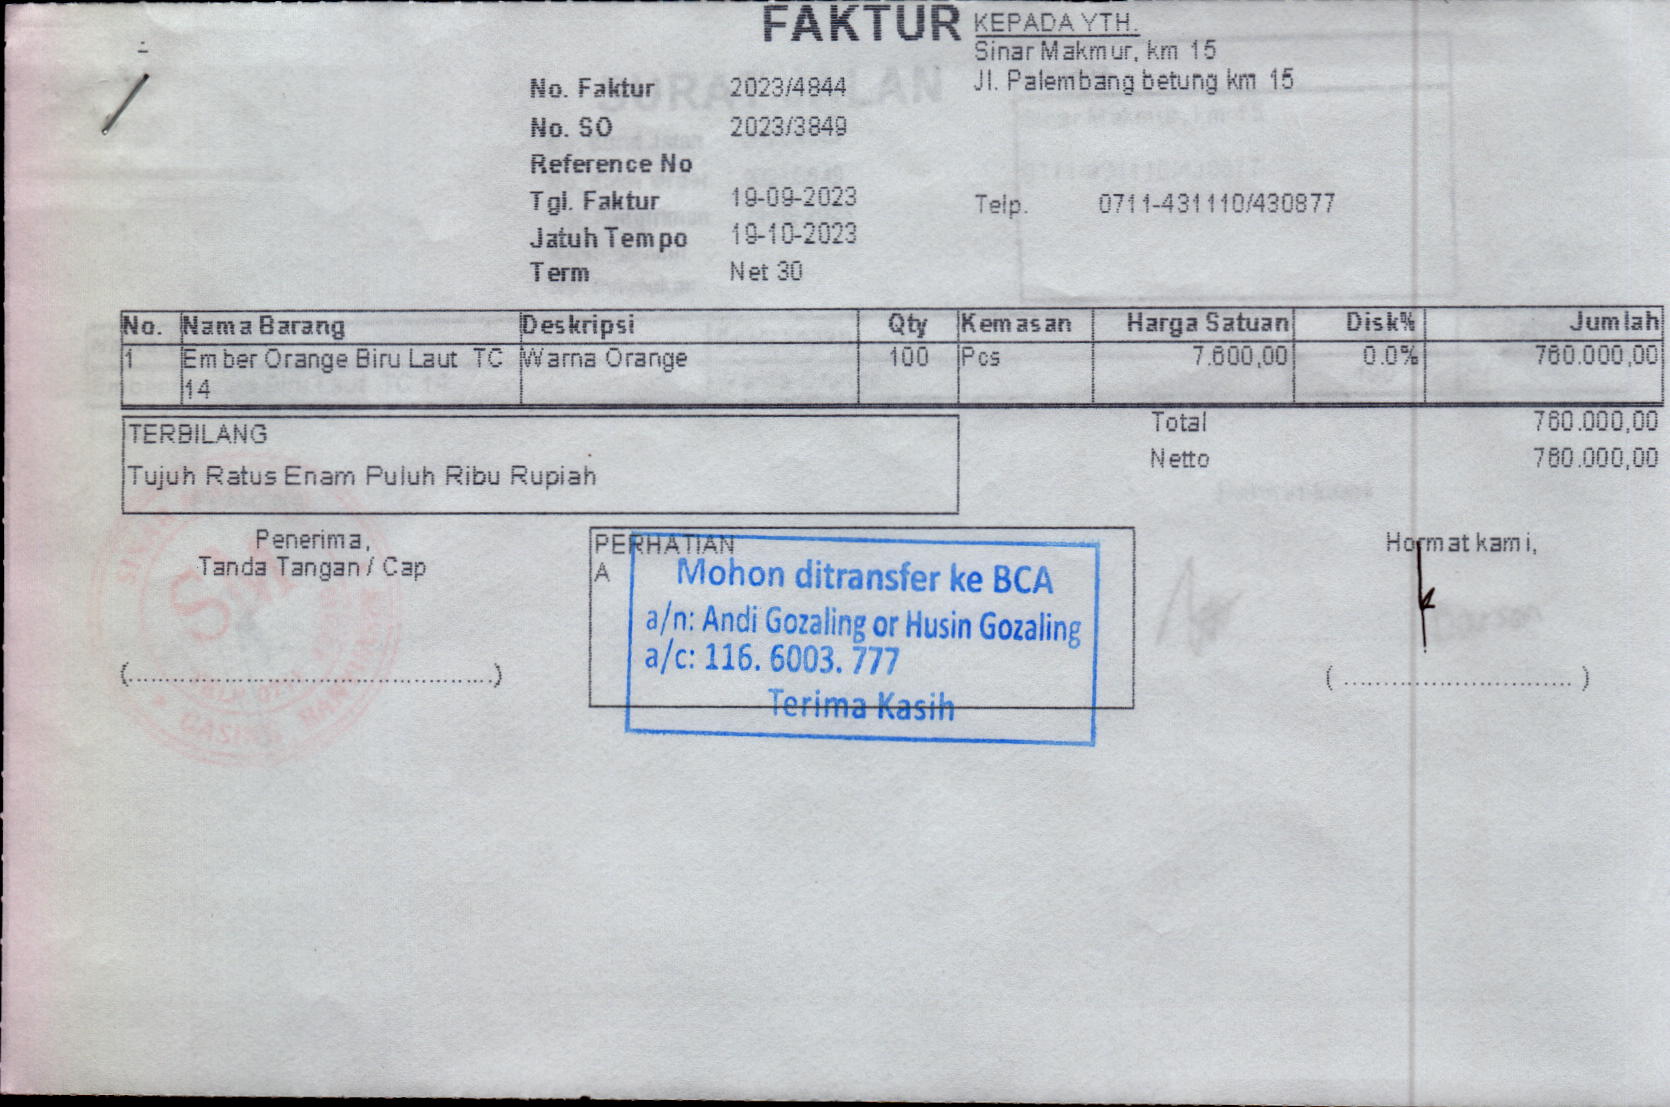 FAKTUR
KEPADA YTH.
Sinar Makmur, km 15
Jl. Palembang betung km 15
No. Faktur 2023/4844
No. SO 2023/3849
Reference No
Tgl. Faktur 19-09-2023
Telp. 0711-431110/430877
Jatuh Tempo 19-10-2023
Term Net 30
No. Nama Barang Deskripsi Qty Kemasan Harga Satuan Disk% Jumlah
1 Ember Orange Biru Laut TC Warna Orange 100 Pcs 7.600,00 0.0% 760.000,00
14
Total 760.000,00
TERBILANG
Netto 760.000,00
Tujuh Ratus Enam Puluh Ribu Rupiah
Penerima,
Tanda Tangan / Cap
PERHATIAN
A
Mohon ditransfer ke BCA
a/n: Andi Gozaling or Husin Gozaling
a/c: 116. 6003. 777
Terima Kasih
Hormat kami,
(............................................)
(............................)